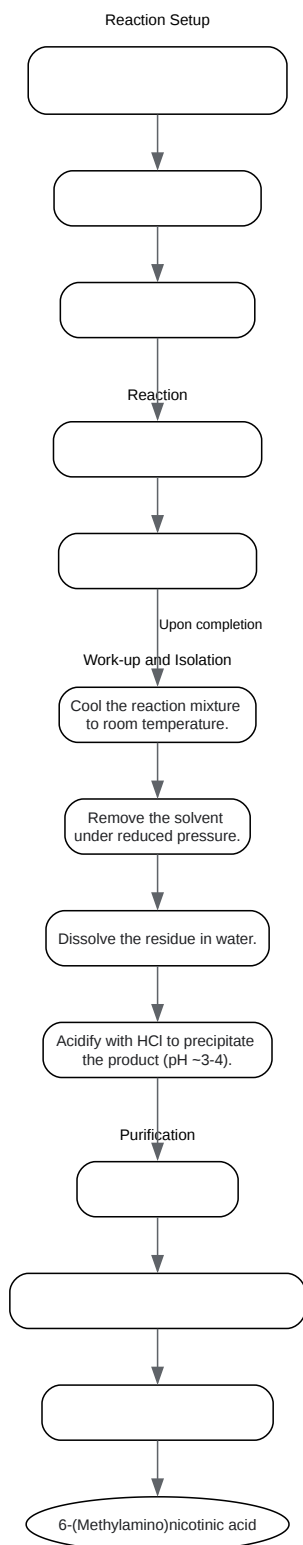 Reaction Setup
Reaction
Upon completion
Work-up and Isolation
Cool the reaction mixture
to room temperature.
Remove the solvent
under reduced pressure.
Dissolve the residue in water.
Acidify with HCl to precipitate
the product (pH ~3-4).
Purification
6-(Methylamino)nicotinic acid